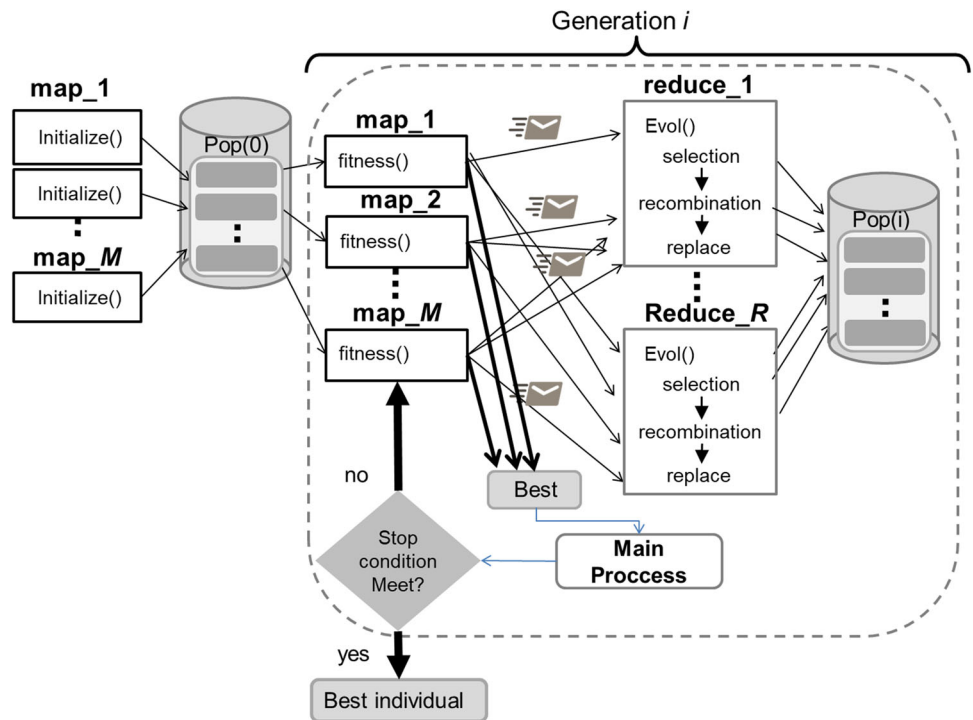 Generation i
map_1
Initialize()
Initialize()
map_M
Initialize()
Pop(0)
map_1
fitness()
map_2
fitness()
map_M
fitness()
reduce_1
Evol()
selection
recombination
replace
Reduce_R
Evol()
selection
recombination
replace
Pop(i)
Best
Main
Proccess
no
Stop
condition
Meet?
yes
Best individual